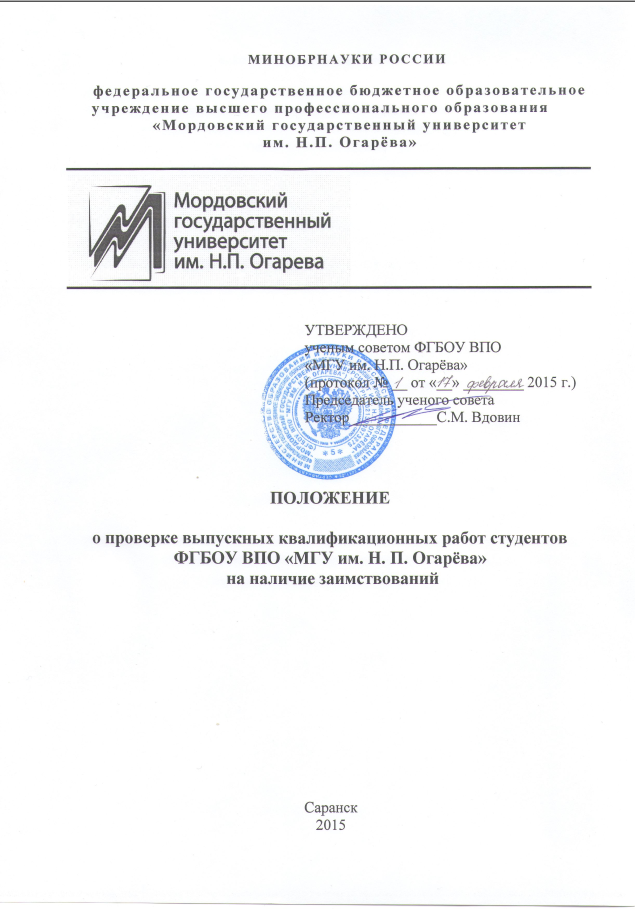 МИНОБРНАУКИ РОССИИ
федеральное государственное бюджетное образовательное
учреждение высшего профессионального образования
«Мордовский государственный университет
им. Н.П. Огарёва»
Мордовский
государственный
университет
им. Н.П. Огарева
УТВЕРЖДЕНО
ученым советом ФГБОУ ВПО
«МГУ им. Н.П. Огарёва»
(протокол № 1 от «17» февраля 2015 г.)
Председатель ученого совета
Ректор С.М. Вдовин
ПОЛОЖЕНИЕ
о проверке выпускных квалификационных работ студентов
ФГБОУ ВПО «МГУ им. Н. П. Огарёва»
на наличие заимствований
Саранск
2015